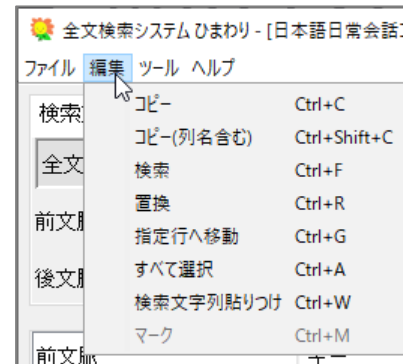 全文検索システム ひまわり - [日本語日常会話
ファイル 編集 ツール ヘルプ
検索
コピー Ctrl+C
コピー(列名含む) Ctrl+Shift+C
全文
検索 Ctrl+F
置換 Ctrl+R
前文脈
指定行へ移動 Ctrl+G
すべて選択 Ctrl+A
後文脈
検索文字列貼りつけ Ctrl+W
マーク Ctrl+M
前文脈
キー